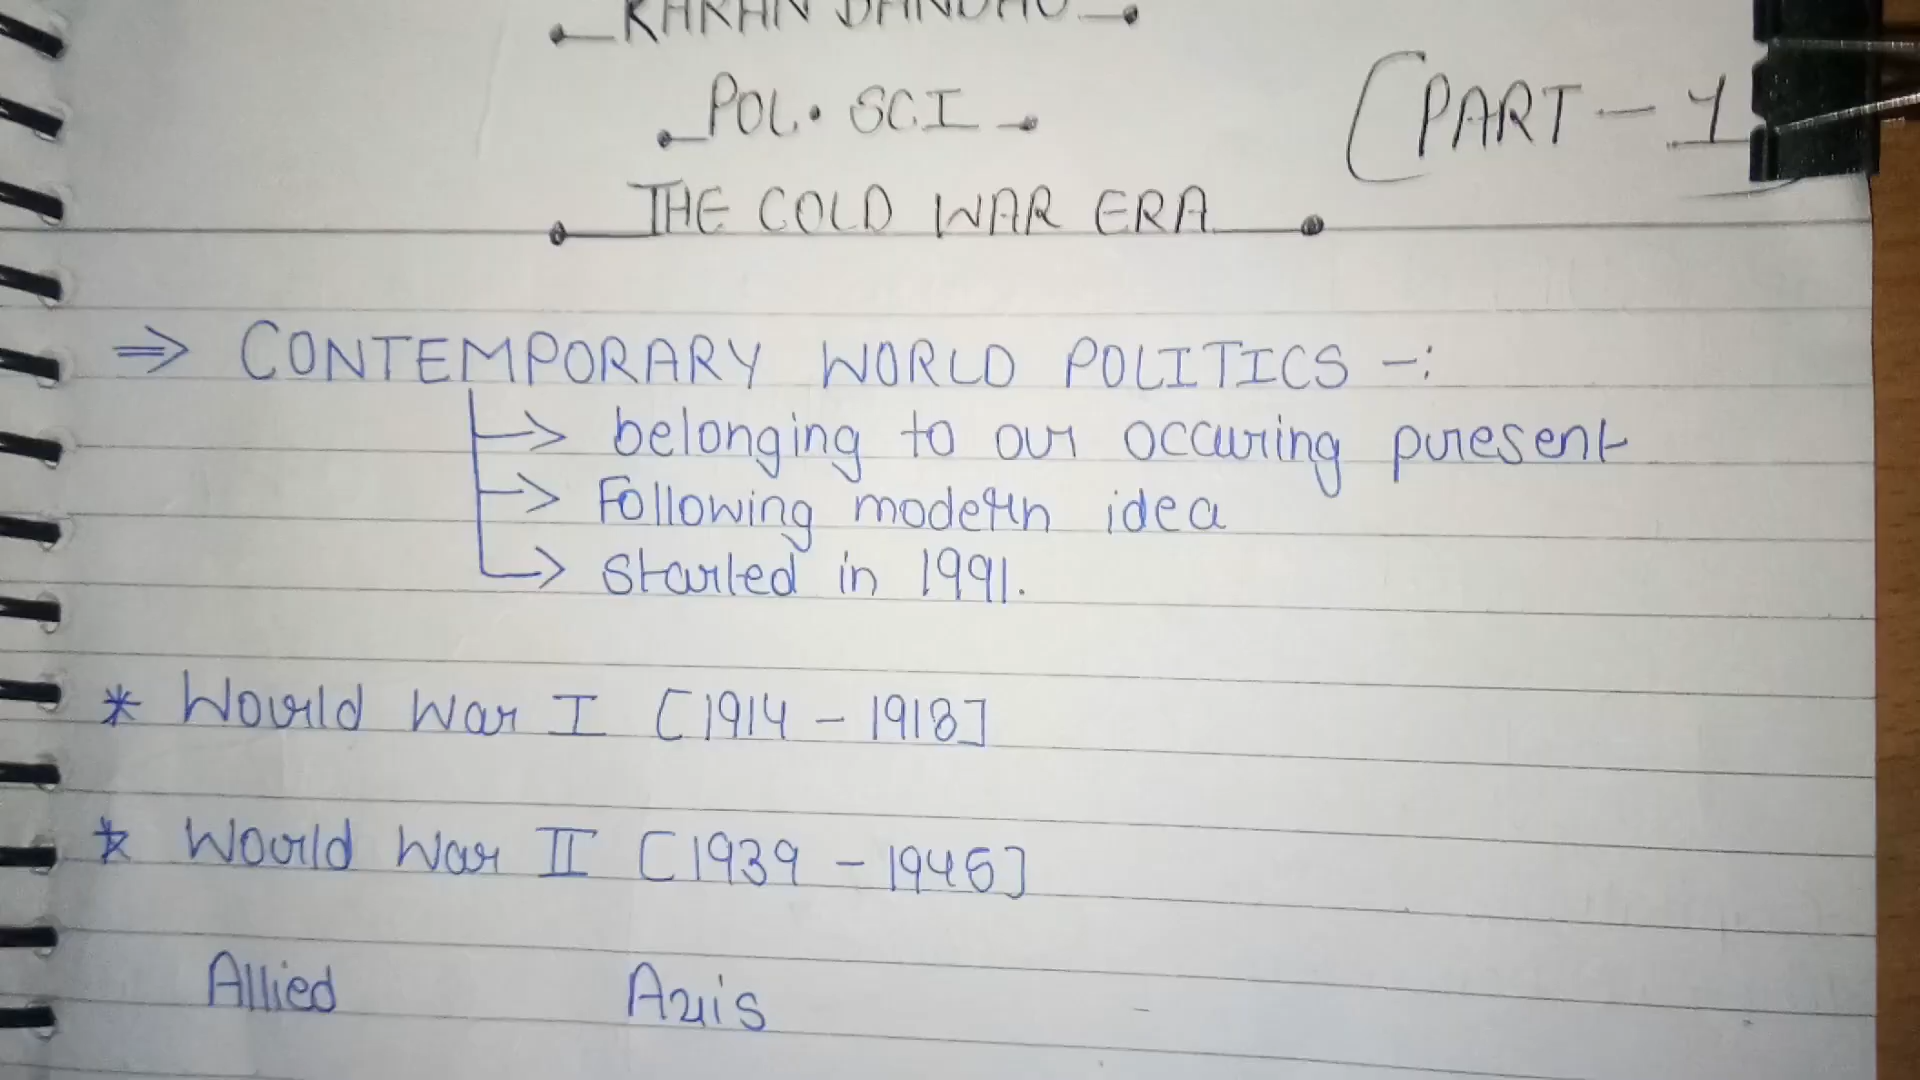 POL. SCI
(PART - 1
THE COLD WAR ERA
⇒ CONTEMPORARY WORLD POLITICS -:
→ belonging to our occuring present
→ Following modern idea
→ Started in 1991.
* World War I [1914 - 1918]
* World War II [1939 - 1945]
Allied Axis